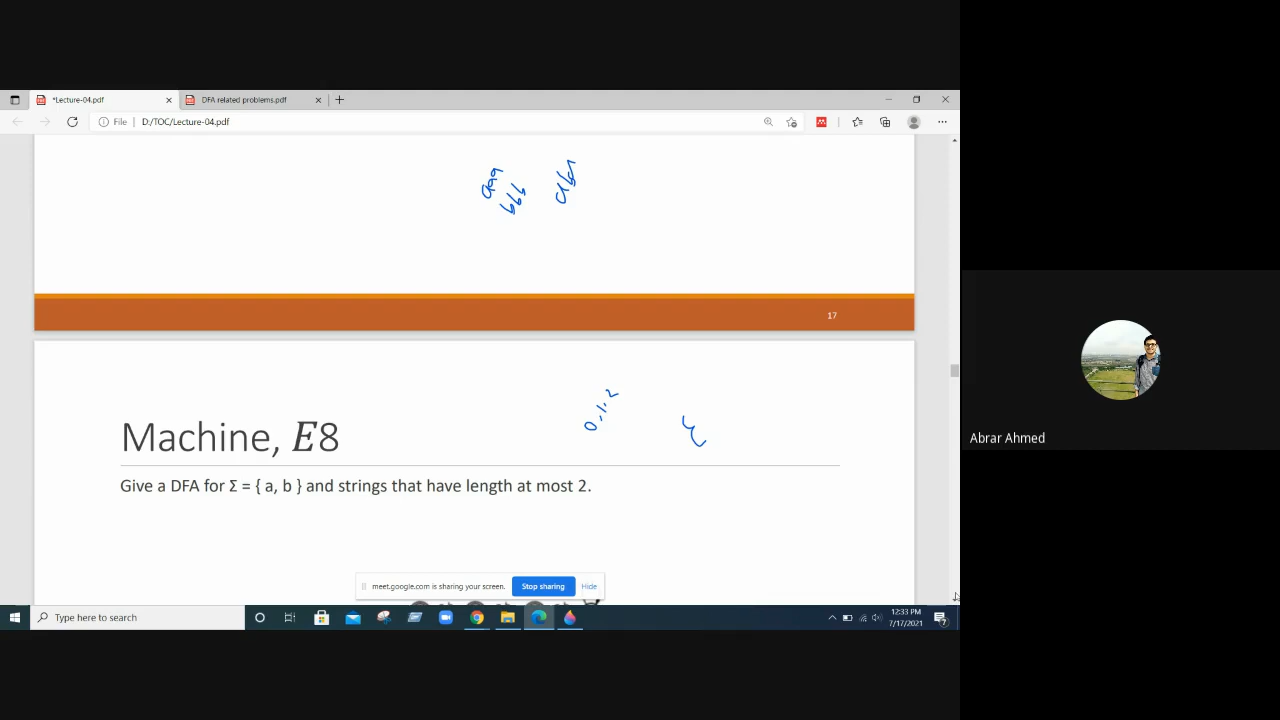 *Lecture-04.pdf
DFA related problems.pdf
File
D:/TOC/Lecture-04.pdf
aaa
bbb
aba
17
0, 1, 2
ε
Machine, E8
Give a DFA for Σ = { a, b } and strings that have length at most 2.
meet.google.com is sharing your screen.
Stop sharing
Hide
Type here to search
12:33 PM
7/17/2021
Abrar Ahmed